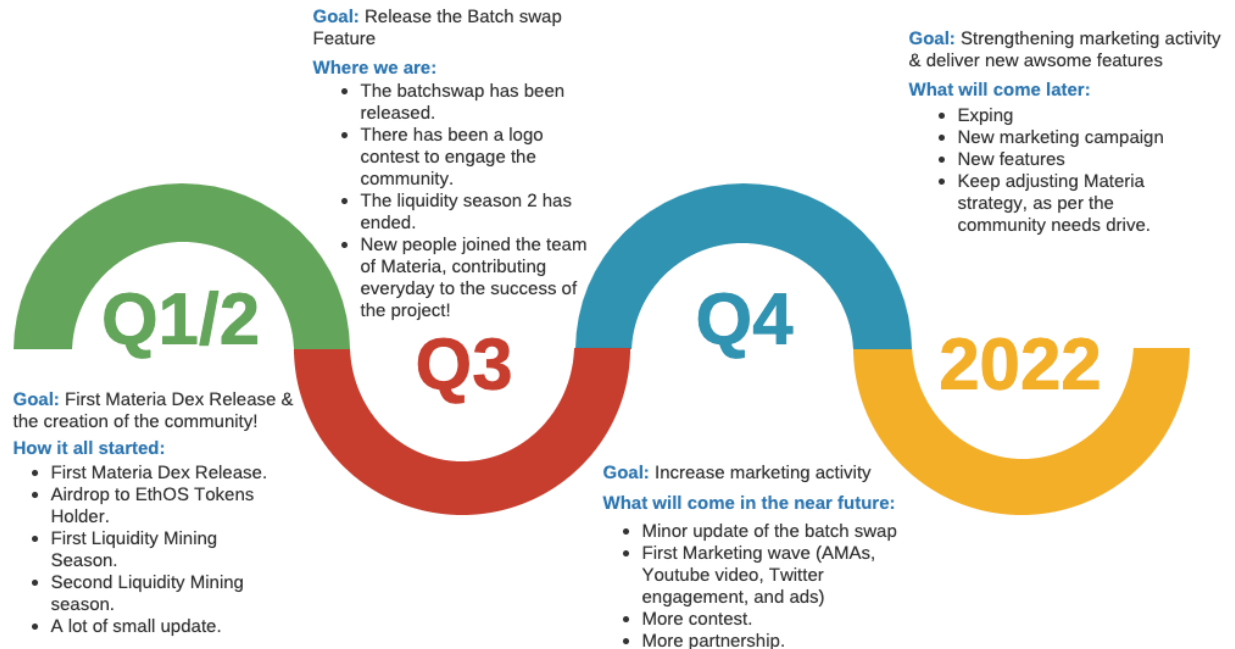 Goal: Release the Batch swap
Feature
Where we are:
• The batchswap has been
released.
• There has been a logo
contest to engage the
community.
• The liquidity season 2 has
ended.
• New people joined the team
of Materia, contributing
everyday to the success of
the project!
Goal: Strengthening marketing activity
& deliver new awsome features
What will come later:
• Exping
• New marketing campaign
• New features
• Keep adjusting Materia
strategy, as per the
community needs drive.
Q1/2
Q3
Q4
2022
Goal: First Materia Dex Release &
the creation of the community!
How it all started:
• First Materia Dex Release.
• Airdrop to EthOS Tokens
Holder.
• First Liquidity Mining
Season.
• Second Liquidity Mining
season.
• A lot of small update.
Goal: Increase marketing activity
What will come in the near future:
• Minor update of the batch swap
• First Marketing wave (AMAs,
Youtube video, Twitter
engagement, and ads)
• More contest.
• More partnership.